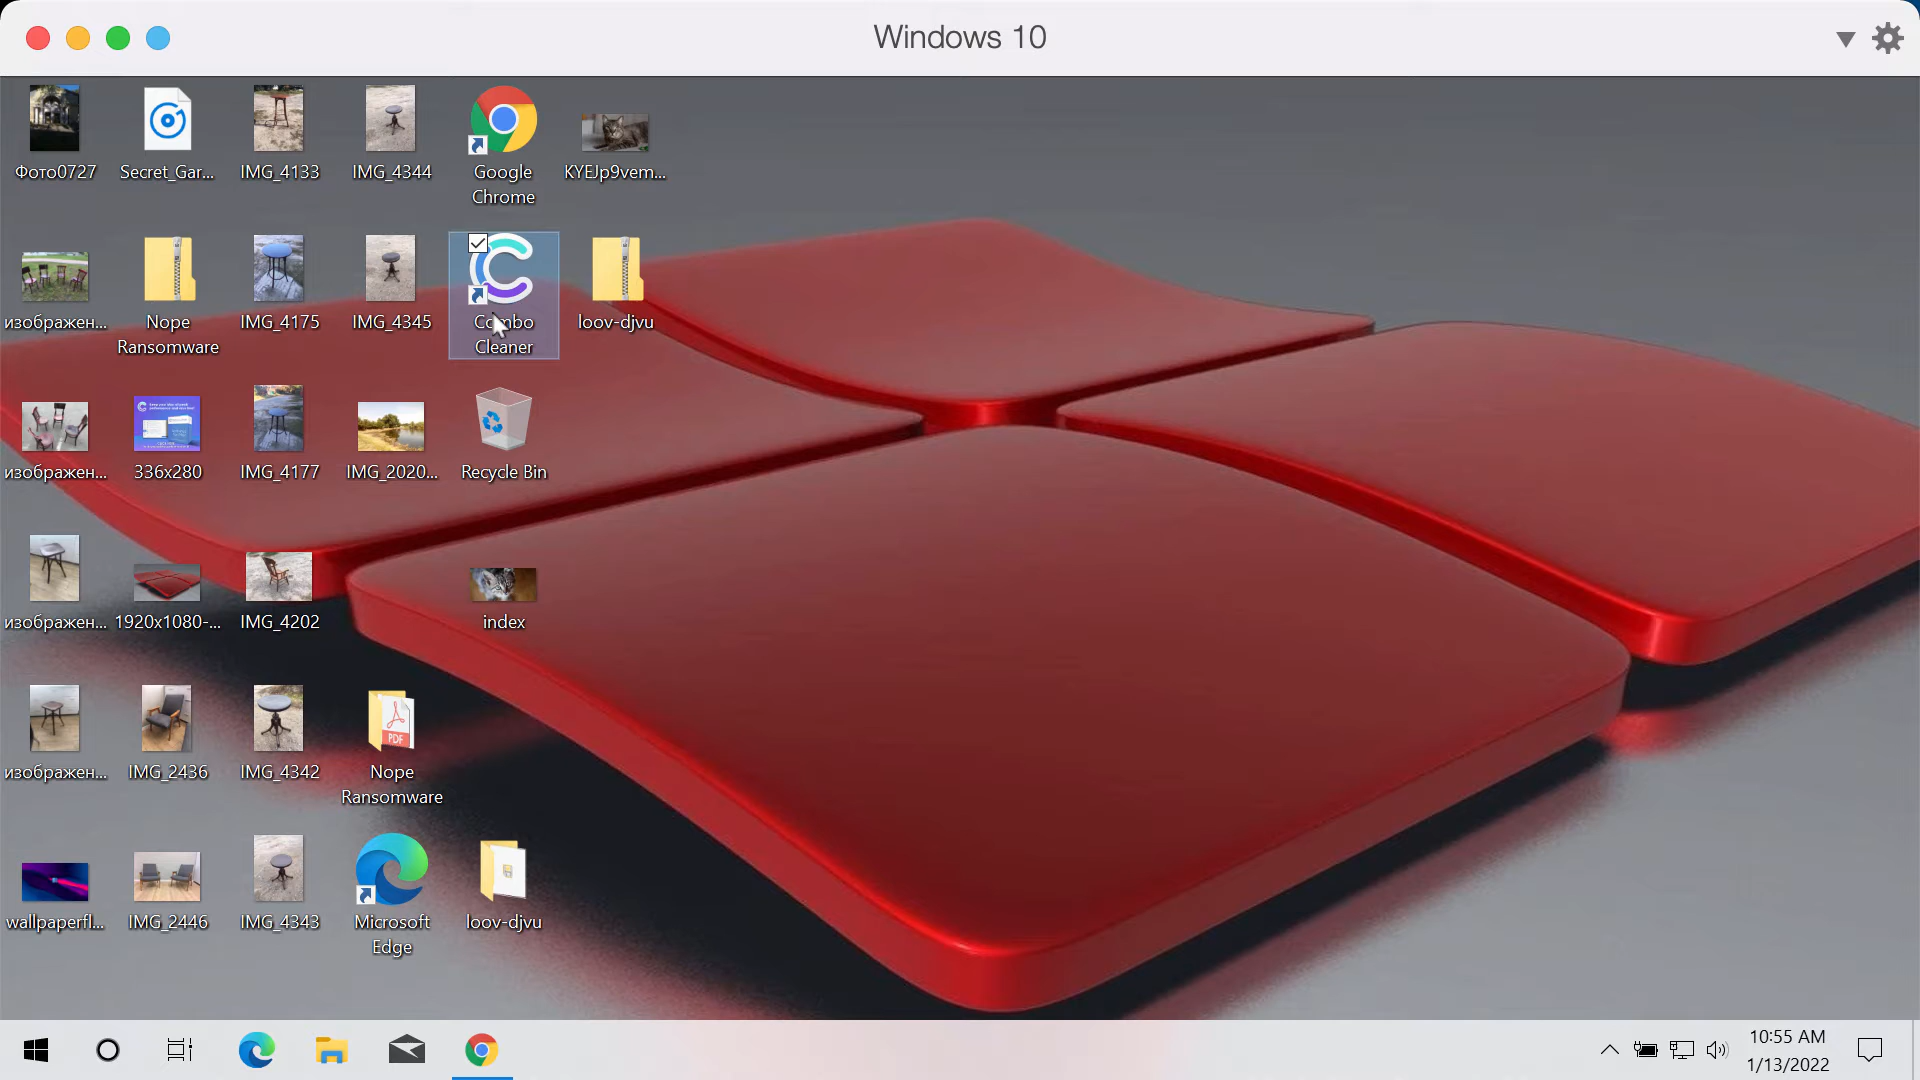 Windows 10
Фото0727
Secret_Gar...
IMG_4133
IMG_4344
Google
Chrome
KYEJp9vem...
изображен...
Nope
Ransomware
IMG_4175
IMG_4345
Combo
Cleaner
loov-djvu
изображен...
336x280
IMG_4177
IMG_2020...
Recycle Bin
изображен...
1920x1080-...
IMG_4202
index
изображен...
IMG_2436
IMG_4342
PDF
Nope
Ransomware
wallpaperfl...
IMG_2446
IMG_4343
Microsoft
Edge
loov-djvu
10:55 AM
1/13/2022